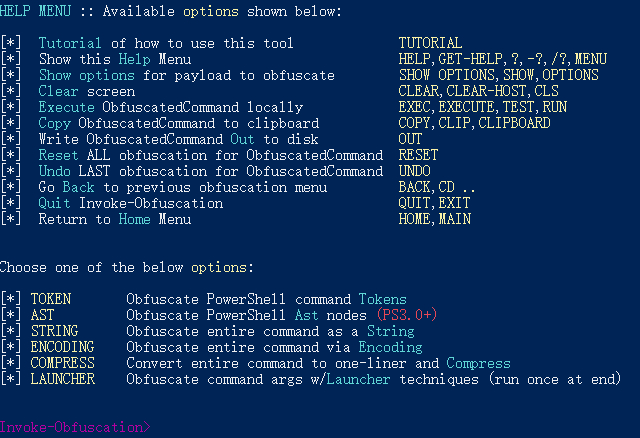 HELP MENU :: Available options shown below:
[*] Tutorial of how to use this tool TUTORIAL
[*] Show this Help Menu HELP,GET-HELP,?,-?,/?,MENU
[*] Show options for payload to obfuscate SHOW OPTIONS,SHOW,OPTIONS
[*] Clear screen CLEAR,CLEAR-HOST,CLS
[*] Execute ObfuscatedCommand locally EXEC,EXECUTE,TEST,RUN
[*] Copy ObfuscatedCommand to clipboard COPY,CLIP,CLIPBOARD
[*] Write ObfuscatedCommand Out to disk OUT
[*] Reset ALL obfuscation for ObfuscatedCommand RESET
[*] Undo LAST obfuscation for ObfuscatedCommand UNDO
[*] Go Back to previous obfuscation menu BACK,CD ..
[*] Quit Invoke-Obfuscation QUIT,EXIT
[*] Return to Home Menu HOME,MAIN
Choose one of the below options:
[*] TOKEN Obfuscate PowerShell command Tokens
[*] AST Obfuscate PowerShell Ast nodes (PS3.0+)
[*] STRING Obfuscate entire command as a String
[*] ENCODING Obfuscate entire command via Encoding
[*] COMPRESS Convert entire command to one-liner and Compress
[*] LAUNCHER Obfuscate command args w/Launcher techniques (run once at end)
Invoke-Obfuscation>